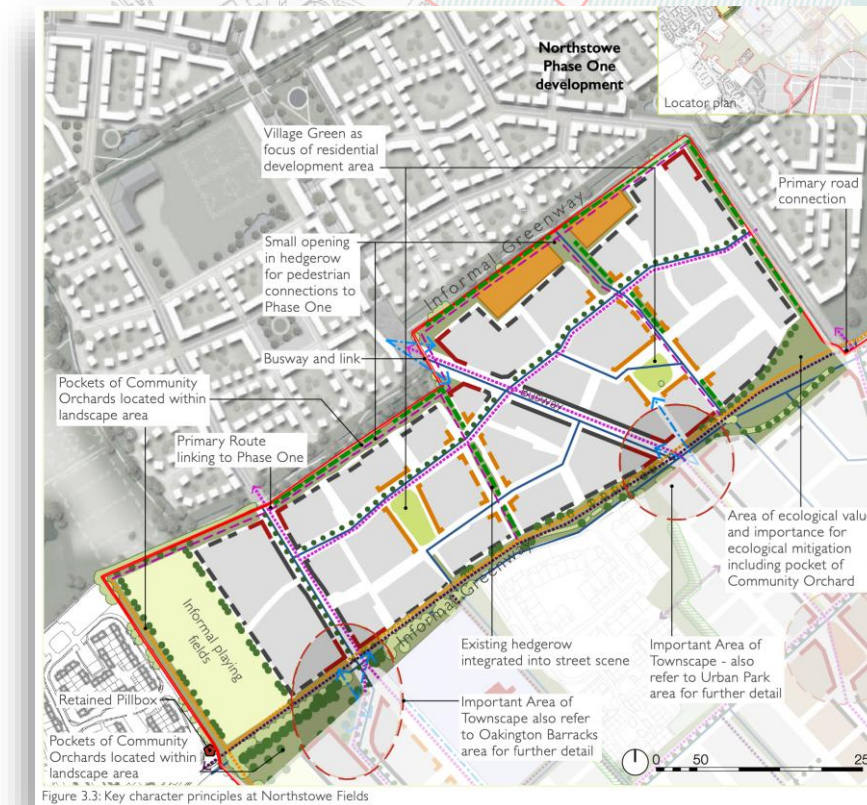 Northstowe
Phase One
development
Locator plan
Village Green as
focus of residential
development area
Primary road
connection
Small opening
in hedgerow
for pedestrian
connections to
Phase One
Informal Greenway
Busway and link
Busway
Pockets of Community
Orchards located within
landscape area
Primary Route
linking to Phase One
Area of ecological valu
and importance for
ecological mitigation
including pocket of
Community Orchard
Informal Greenway
Informal playing
fields
Existing hedgerow
integrated into street scene
Important Area of
Townscape - also
refer to Urban Park
area for further detail
Retained Pillbox
Important Area of
Townscape also refer
to Oakington Barracks
area for further detail
Pockets of Community
Orchards located within
landscape area
0 50 25
Figure 3.3: Key character principles at Northstowe Fields